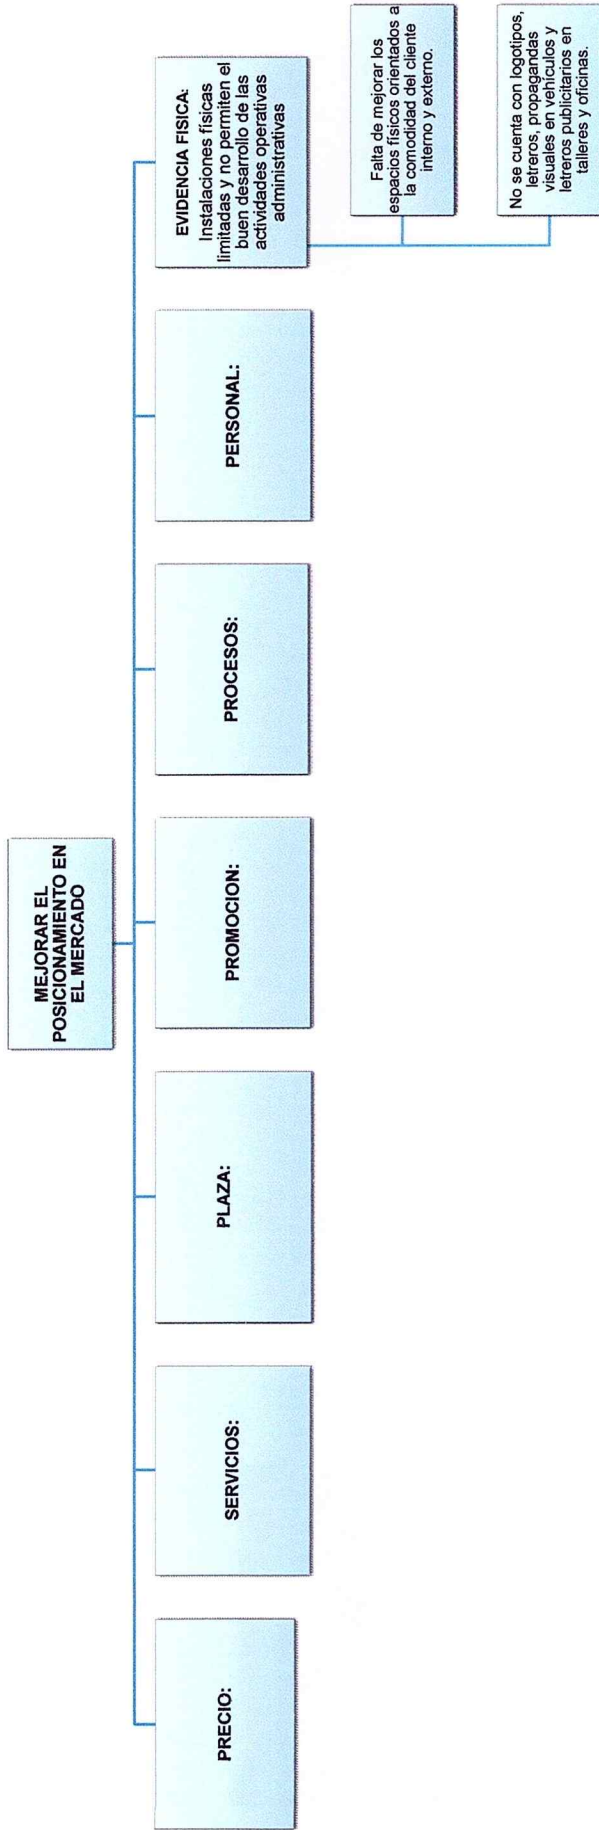 MEJORAR EL
POSICIONAMIENTO EN
EL MERCADO
PRECIO:
SERVICIOS:
PLAZA:
PROMOCION:
PROCESOS:
PERSONAL:
EVIDENCIA FISICA:
Instalaciones físicas
limitadas y no permiten el
buen desarrollo de las
actividades operativas
administrativas
Falta de mejorar los
espacios físicos orientados a
la comodidad del cliente
interno y externo.
No se cuenta con logotipos,
letreros, propagandas
visuales en vehículos y
letreros publicitarios en
talleres y oficinas.